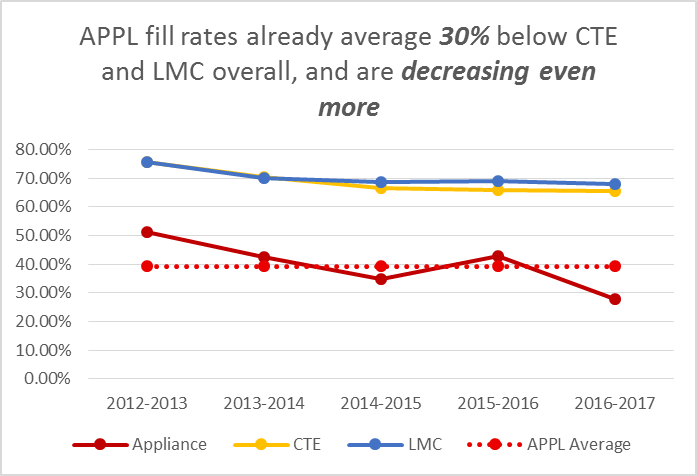 APPL fill rates already average 30% below CTE
and LMC overall, and are decreasing even
more
80.00%
70.00%
60.00%
50.00%
40.00%
30.00%
20.00%
10.00%
0.00%
2012-2013 2013-2014 2014-2015 2015-2016 2016-2017
Appliance CTE LMC APPL Average